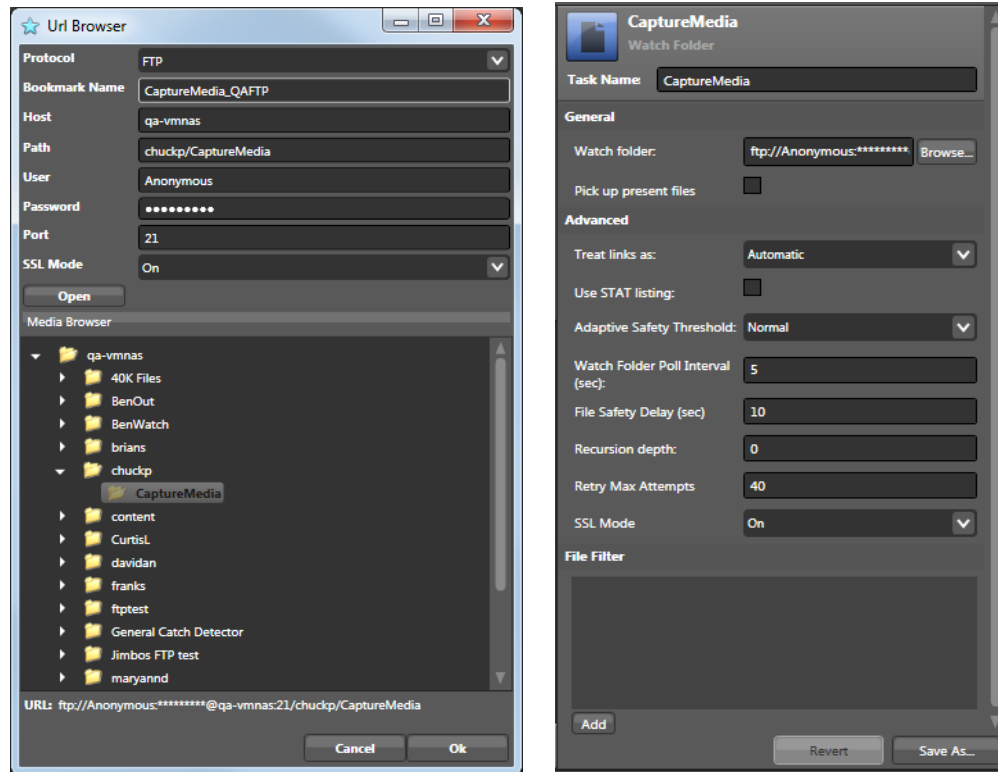 Url Browser
Protocol FTP
Bookmark Name CaptureMedia_QAFTP
Host qa-vmnas
Path chuckp/CaptureMedia
User Anonymous
Password •••••••••
Port 21
SSL Mode On
Open
Media Browser
qa-vmnas
40K Files
BenOut
BenWatch
brians
chuckp
CaptureMedia
content
CurtisL
davidan
franks
ftptest
General Catch Detector
Jimbos FTP test
maryannd
URL: ftp://Anonymous:*********@qa-vmnas:21/chuckp/CaptureMedia
Cancel Ok
CaptureMedia
Watch Folder
Task Name CaptureMedia
General
Watch folder: ftp://Anonymous:*********. Browse...
Pick up present files
Advanced
Treat links as: Automatic
Use STAT listing:
Adaptive Safety Threshold: Normal
Watch Folder Poll Interval
(sec): 5
File Safety Delay (sec) 10
Recursion depth: 0
Retry Max Attempts 40
SSL Mode On
File Filter
Add
Revert Save As...